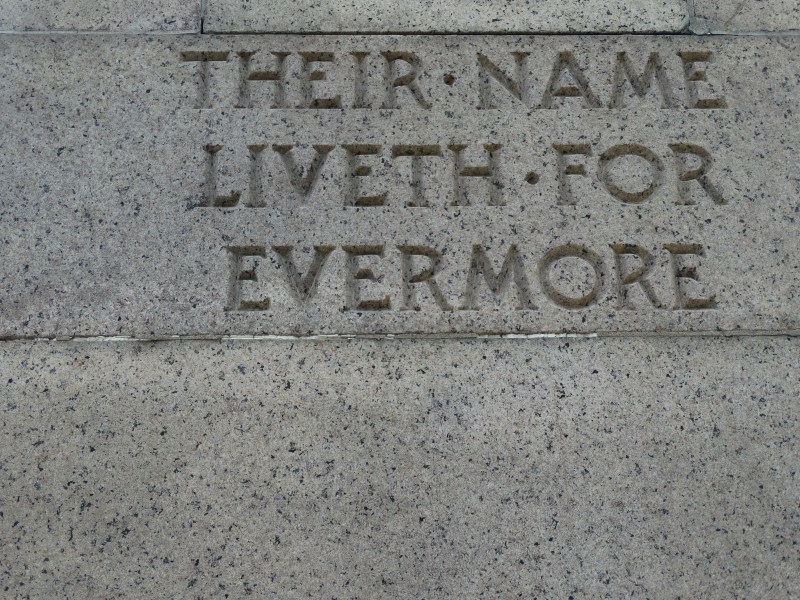 THEIR · NAME
LIVETH · FOR
EVERMORE